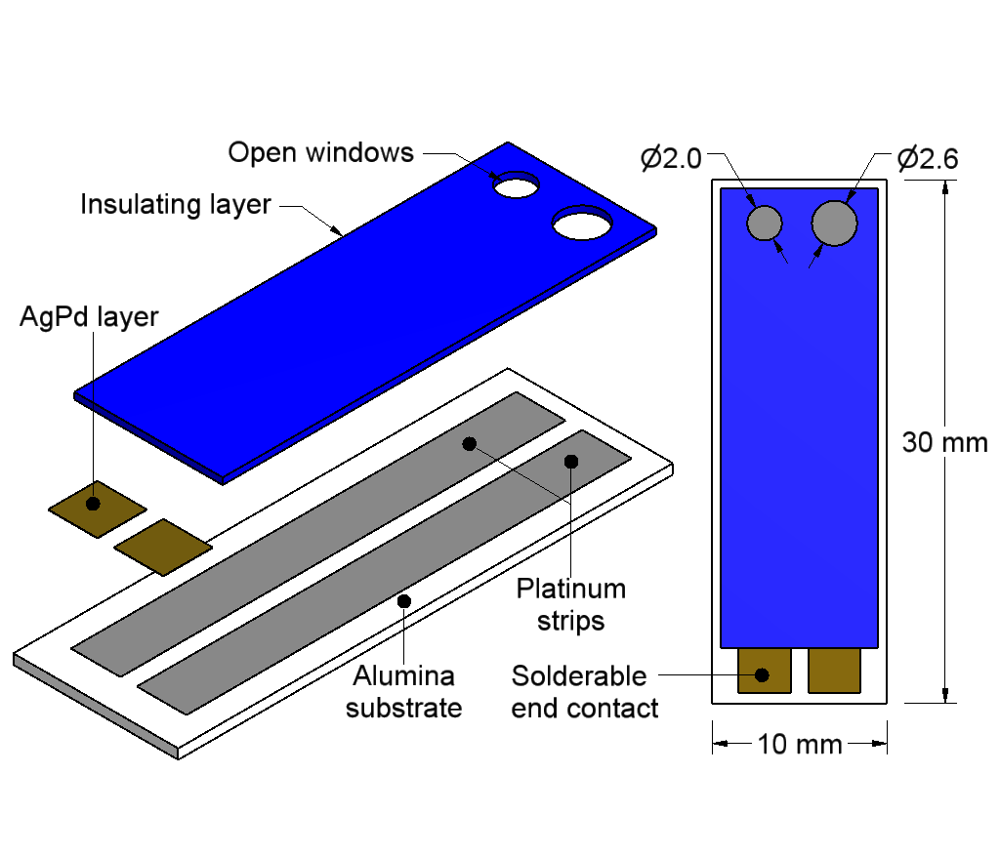 Open windows
Insulating layer
AgPd layer
Platinum
strips
Alumina
substrate
Solderable
end contact
Ø2.0
Ø2.6
30 mm
10 mm